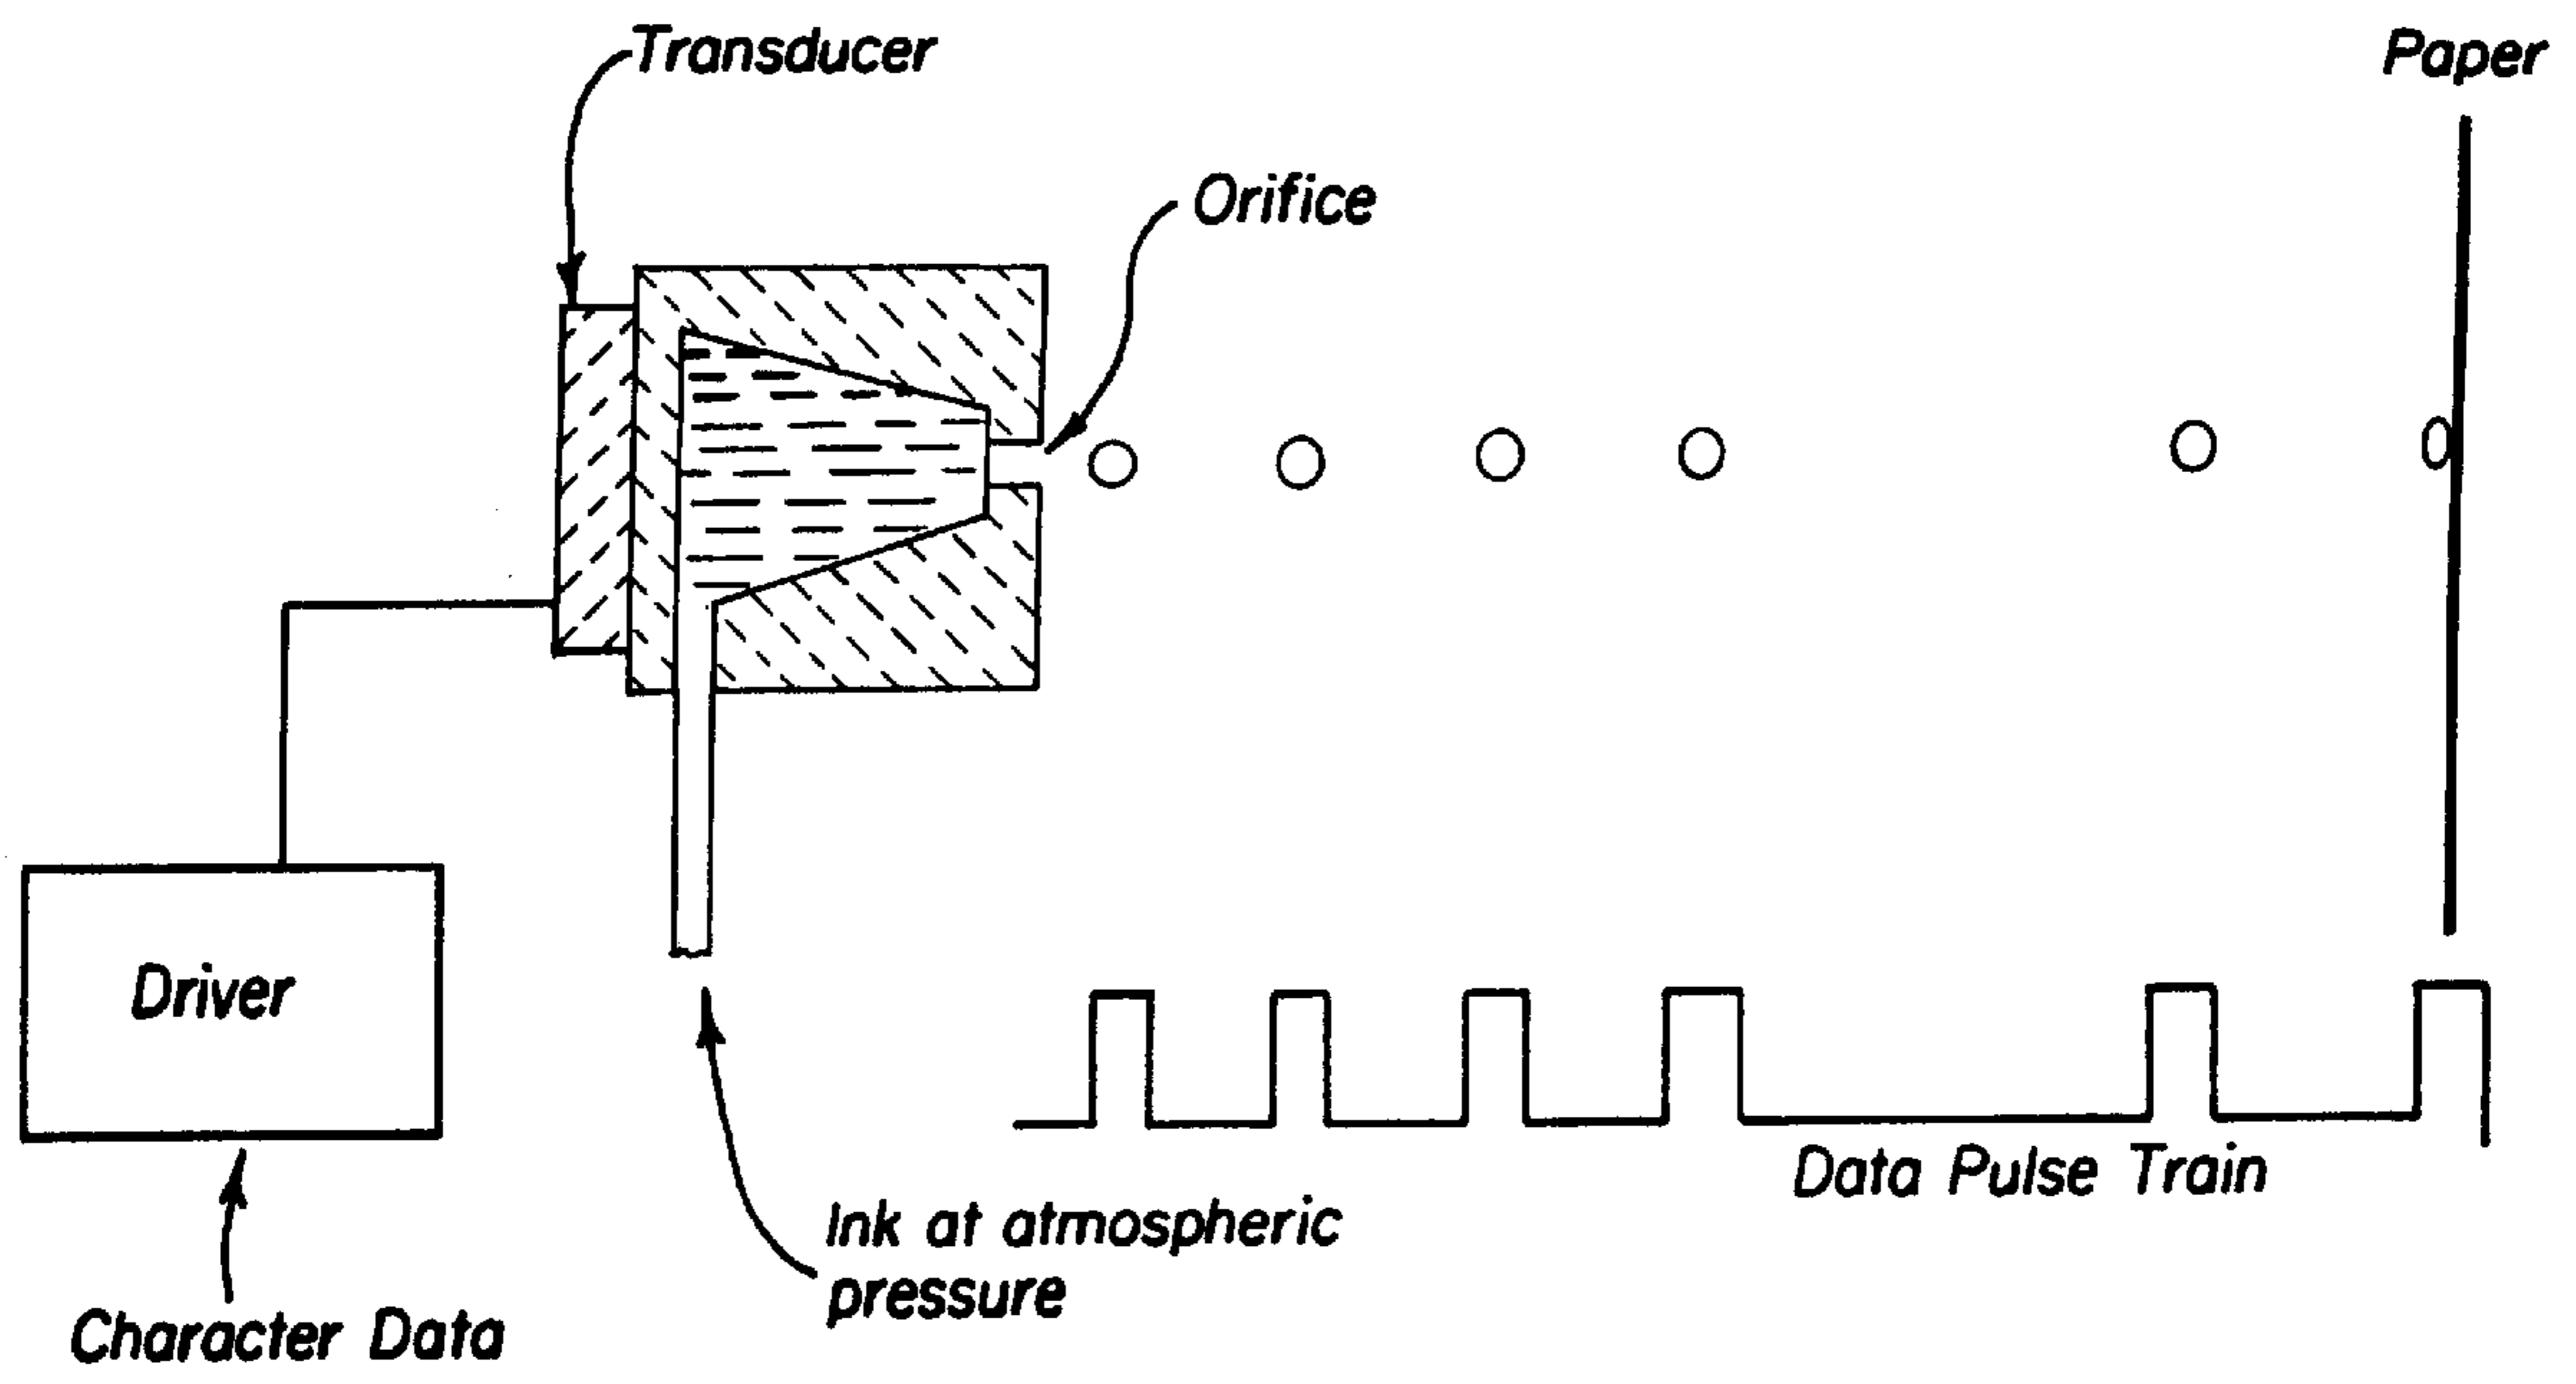 Transducer
Paper
Orifice
Driver
Data Pulse Train
Ink at atmospheric
pressure
Character Data